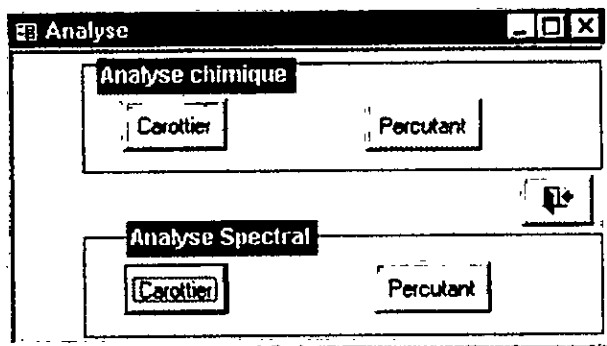 Analyse
Analyse chimique
Carottier Percutant
Analyse Spectral
Carottier Percutant